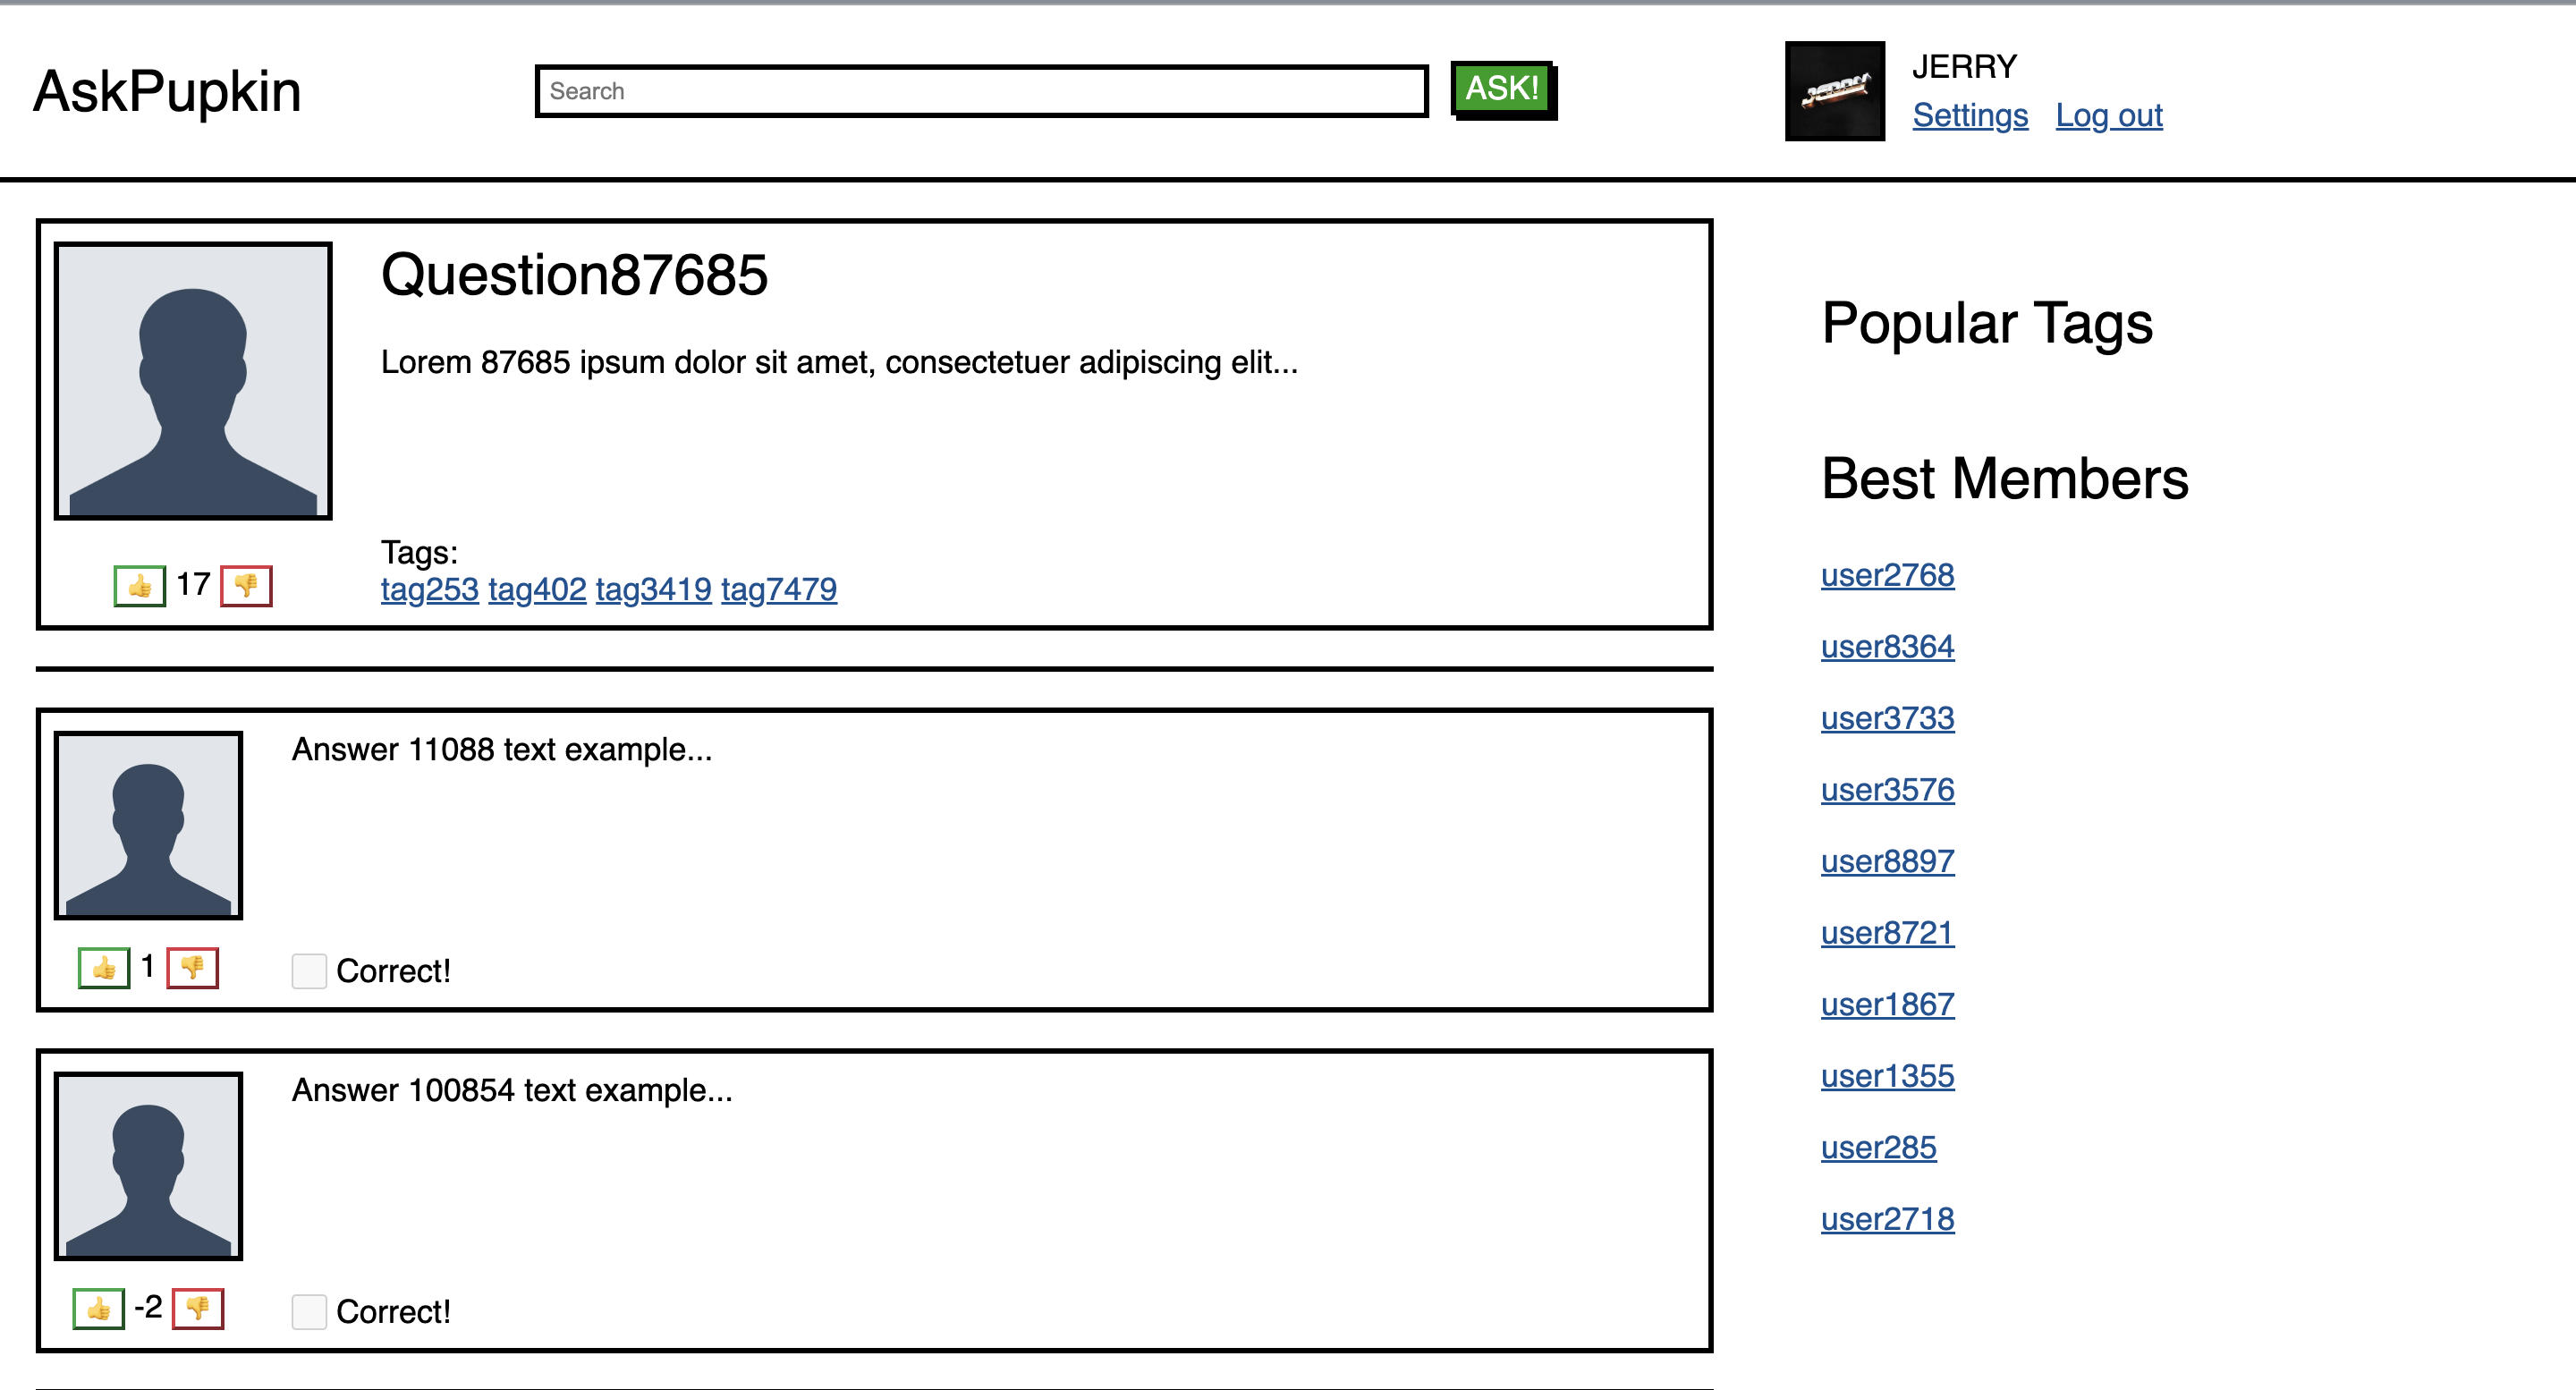 AskPupkin
Search
ASK!
JERRY
JERRY
Settings Log out
Question87685
Lorem 87685 ipsum dolor sit amet, consectetuer adipiscing elit...
Tags:
17
tag253 tag402 tag3419 tag7479
Answer 11088 text example...
1
Correct!
Answer 100854 text example...
-2
Correct!
Popular Tags
Best Members
user2768
user8364
user3733
user3576
user8897
user8721
user1867
user1355
user285
user2718